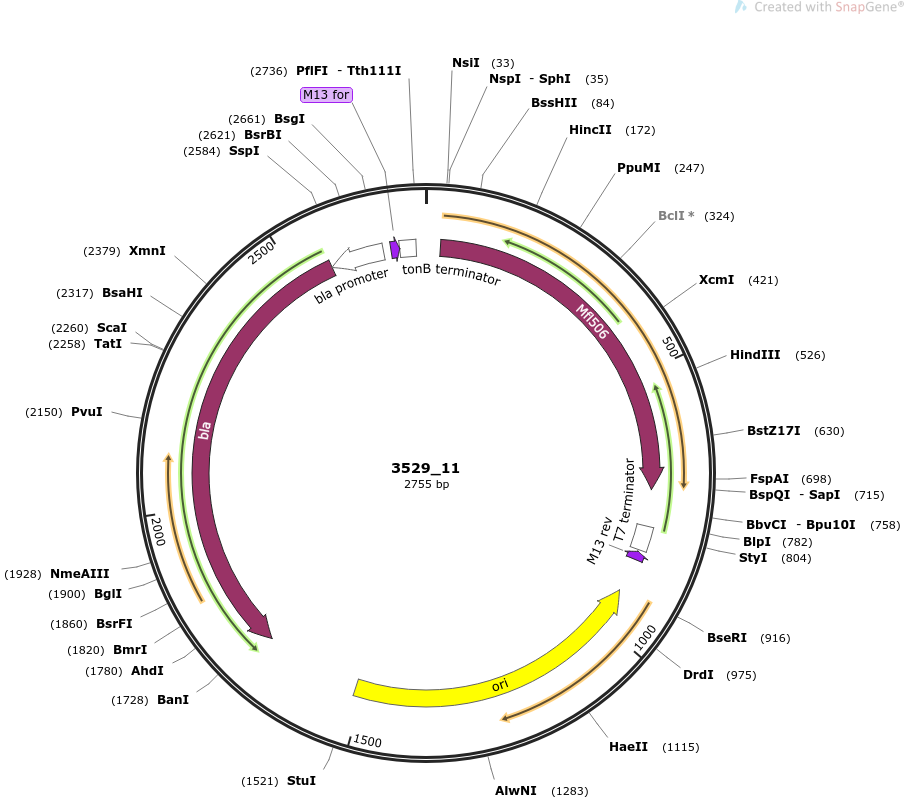 Created with SnapGene®
(2736) PflFI - Tth111I
NsiI (33)
NspI - SphI (35)
M13 for
BssHII (84)
(2661) BsgI
HincII (172)
(2621) BsrBI
(2584) SspI
PpuMI (247)
BclI * (324)
2500
(2379) XmnI
tonB terminator
bla promoter
XcmI (421)
(2317) BsaHI
Mfl506
(2260) ScaI
(2258) TatI
500
HindIII (526)
(2150) PvuI
bla
BstZ17I (630)
3529_11
2755 bp
FspAI (698)
BspQI - SapI (715)
T7 terminator
BbvCI - Bpu10I (758)
2000
M13 rev
BlpI (782)
StyI (804)
(1928) NmeAIII
(1900) BglI
(1860) BsrFI
BseRI (916)
1000
(1820) BmrI
(1780) AhdI
DrdI (975)
ori
(1728) BanI
1500
HaeII (1115)
(1521) StuI
AlwNI (1283)